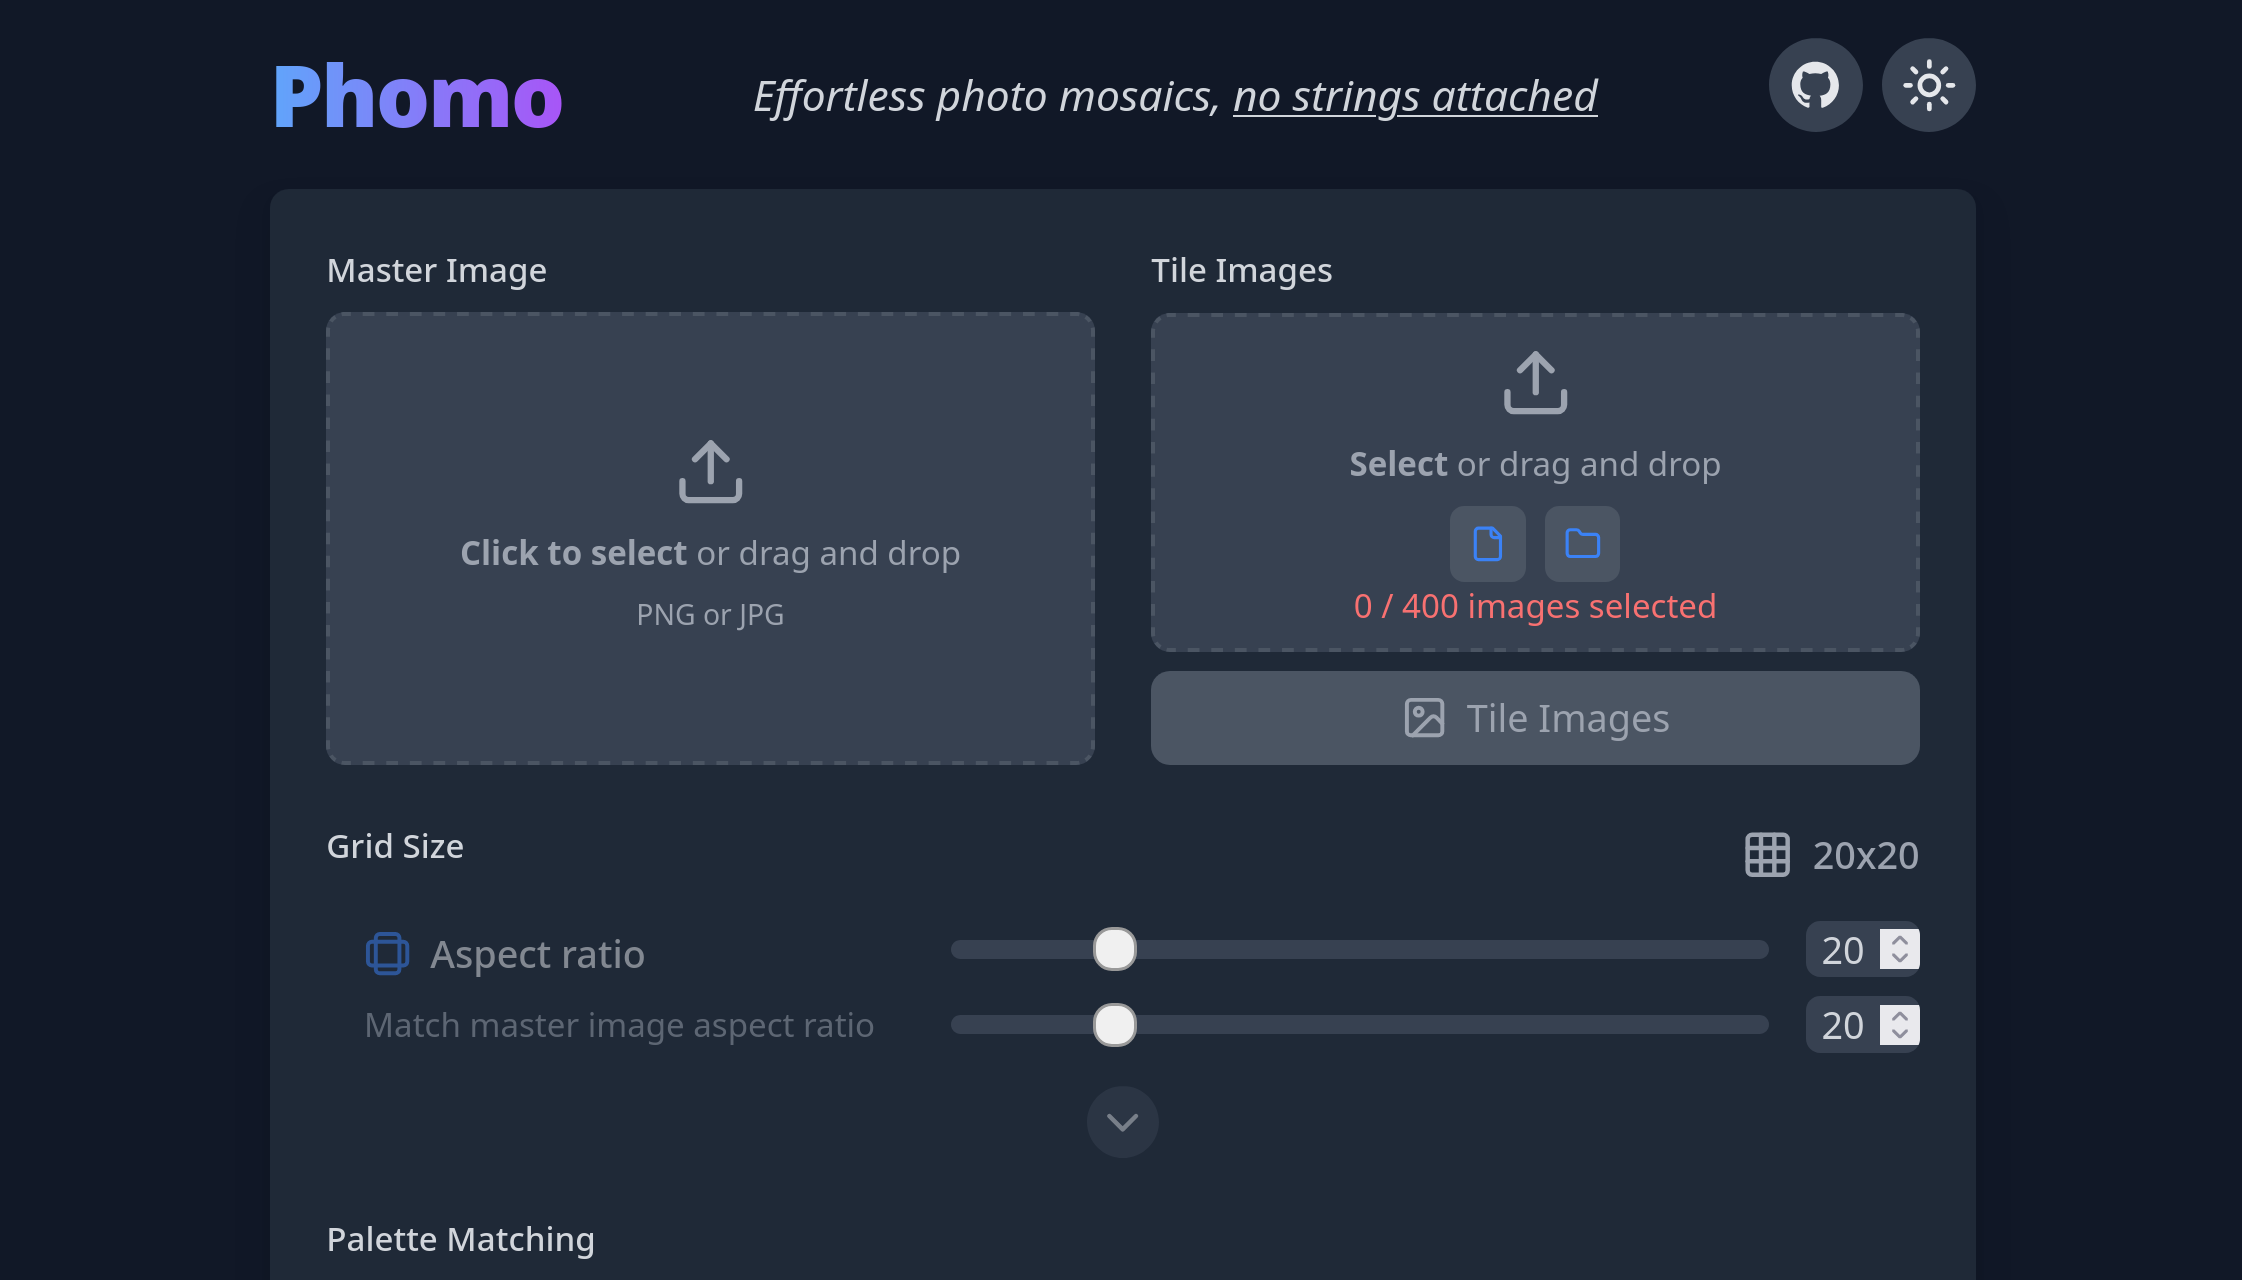 Phomo
Effortless photo mosaics, no strings attached
Master Image
Click to select or drag and drop
PNG or JPG
Tile Images
Select or drag and drop
0 / 400 images selected
Tile Images
Grid Size
20x20
Aspect ratio
20
Match master image aspect ratio
20
Palette Matching